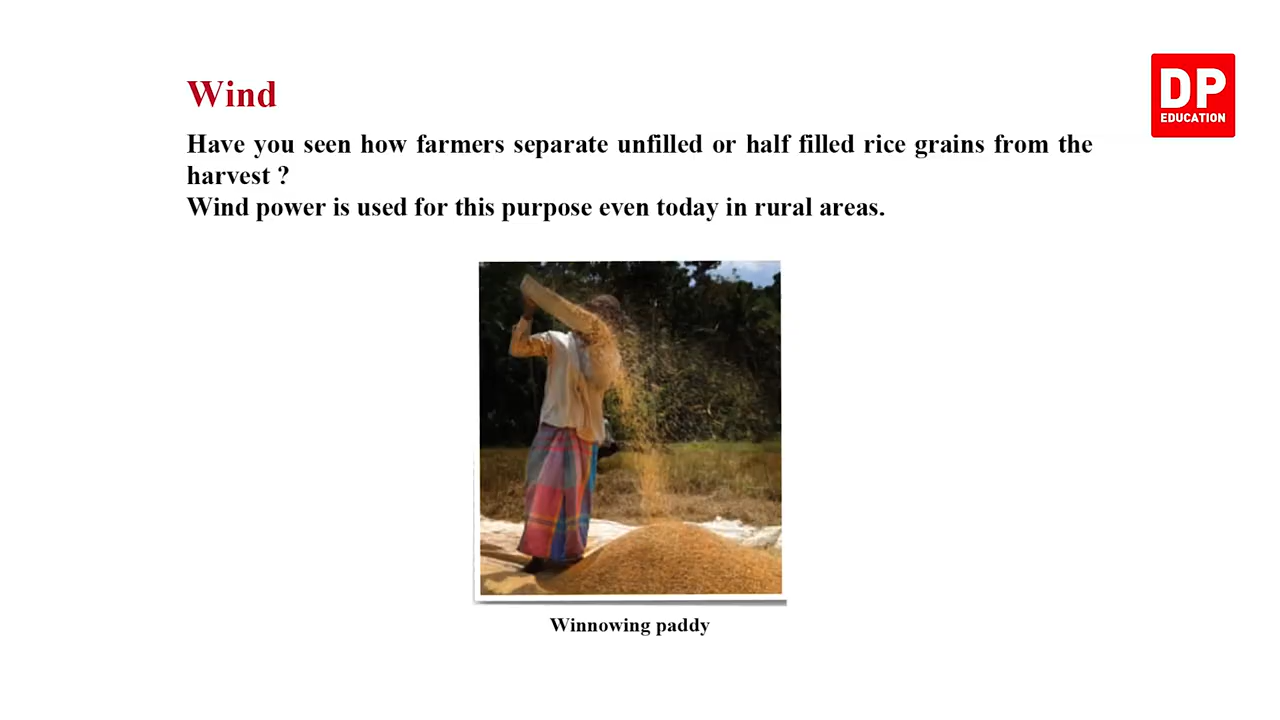 Wind
DP
EDUCATION
Have you seen how farmers separate unfilled or half filled rice grains from the
harvest ?
Wind power is used for this purpose even today in rural areas.
Winnowing paddy